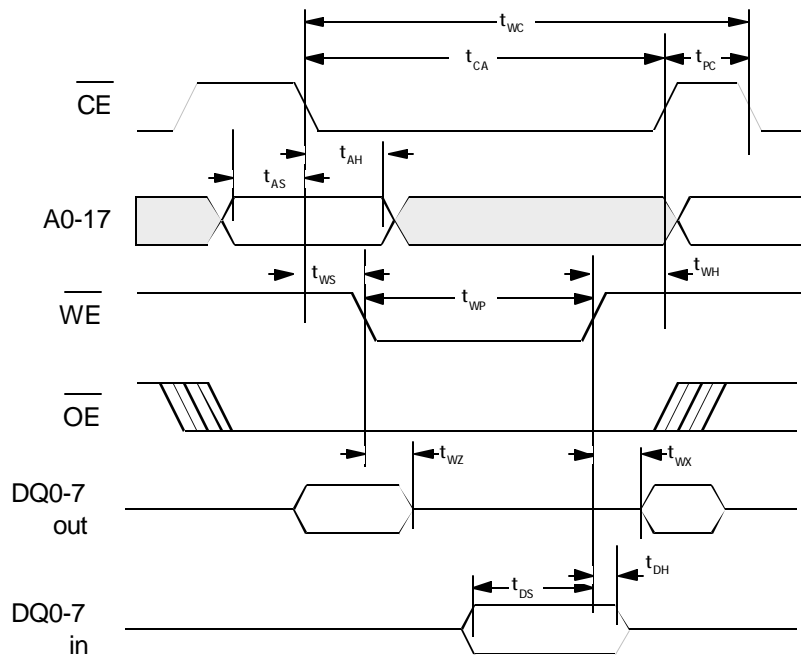 tWC
tCA
tPC
CE
tAH
tAS
A0-17
tWS
tWH
tWP
WE
OE
tWZ
tWX
DQ0-7
out
tDH
tDS
DQ0-7
in